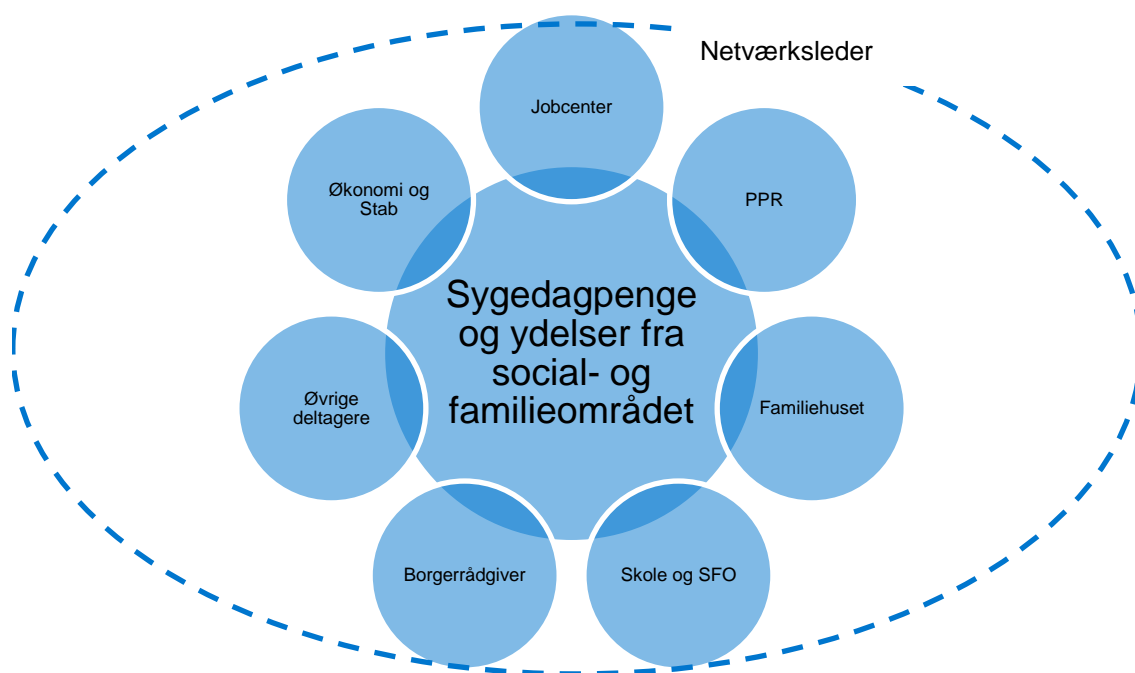 Netværksleder
Jobcenter
Økonomi og
Stab
PPR
Sygedagpenge
og ydelser fra
social- og
familieområdet
Øvrige
deltagere
Familiehuset
Borgerrådgiver
Skole og SFO